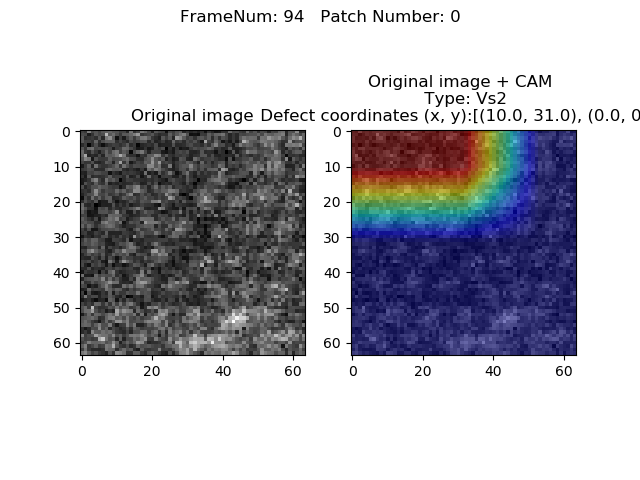 FrameNum: 94   Patch Number: 0
Original image + CAM
Type: Vs2
Original image
Defect coordinates (x, y):[(10.0, 31.0), (0.0, 0
0
10
20
30
40
50
60
0 20 40 60
0
10
20
30
40
50
60
0 20 40 60